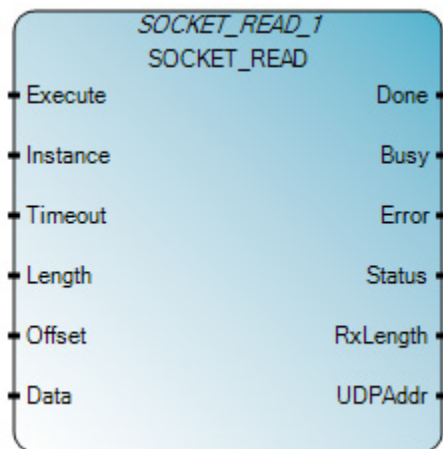 SOCKET_READ_1
SOCKET_READ
Execute Done
Instance Busy
Timeout Error
Length Status
Offset RxLength
Data UDPAddr